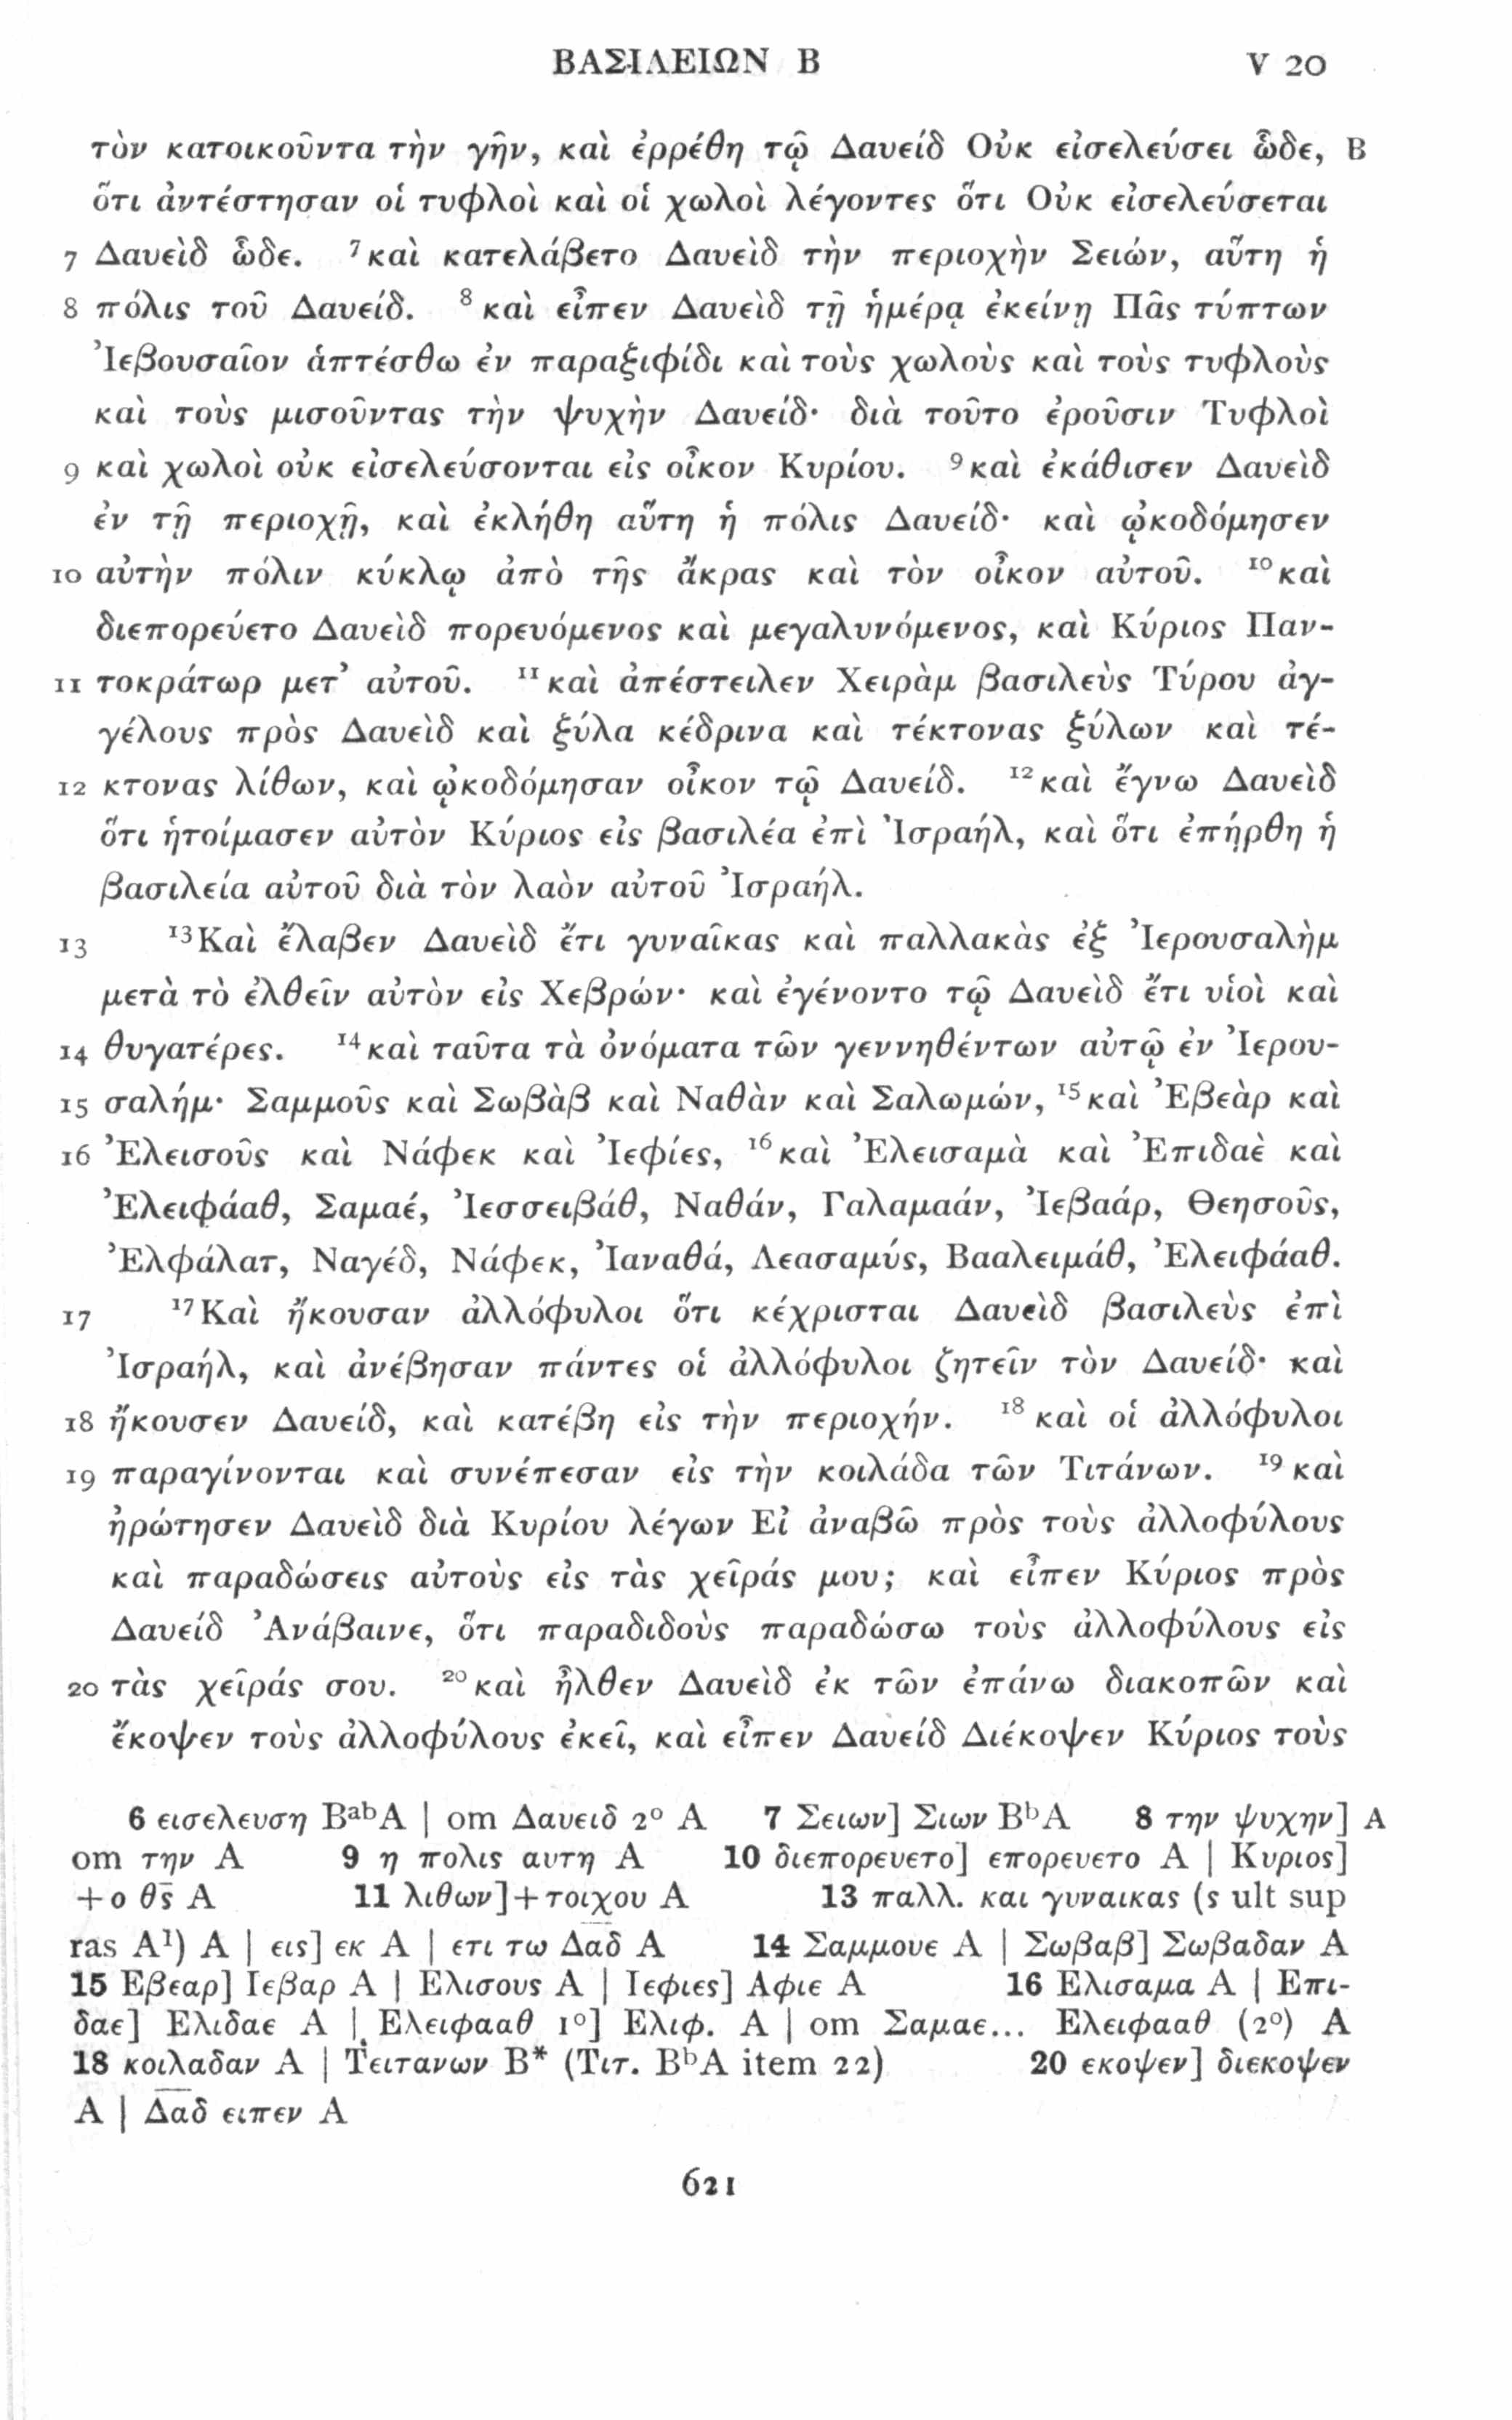 ΒΑΣΙΛΕΙΩΝ Β V 20
τὸν κατοικοῦντα τὴν γῆν, καὶ ἐρρέθη τῷ Δαυείδ Οὐκ εἰσελεύσει ὧδε, B
ὅτι ἀντέστησαν οἱ τυφλοὶ καὶ οἱ χωλοὶ λέγοντες ὅτι Οὐκ εἰσελεύσεται
7 Δαυεὶδ ὧδε. ⁷καὶ κατελάβετο Δαυεὶδ τὴν περιοχὴν Σειών, αὕτη ἡ
8 πόλις τοῦ Δαυείδ. ⁸καὶ εἶπεν Δαυεὶδ τῇ ἡμέρᾳ ἐκείνῃ Πᾶς τύπτων
Ἰεβουσαῖον ἁπτέσθω ἐν παραξιφίδι καὶ τοὺς χωλοὺς καὶ τοὺς τυφλοὺς
καὶ τοὺς μισοῦντας τὴν ψυχὴν Δαυείδ· διὰ τοῦτο ἐροῦσιν Τυφλοὶ
9 καὶ χωλοὶ οὐκ εἰσελεύσονται εἰς οἶκον Κυρίου. ⁹καὶ ἐκάθισεν Δαυεὶδ
ἐν τῇ περιοχῇ, καὶ ἐκλήθη αὕτη ἡ πόλις Δαυείδ· καὶ ᾠκοδόμησεν
10 αὐτὴν πόλιν κύκλῳ ἀπὸ τῆς ἄκρας καὶ τὸν οἶκον αὐτοῦ. ¹⁰καὶ
διεπορεύετο Δαυεὶδ πορευόμενος καὶ μεγαλυνόμενος, καὶ Κύριος Παν-
11 τοκράτωρ μετ’ αὐτοῦ. ¹¹καὶ ἀπέστειλεν Χειρὰμ βασιλεὺς Τύρου ἀγ-
γέλους πρὸς Δαυεὶδ καὶ ξύλα κέδρινα καὶ τέκτονας ξύλων καὶ τέ-
12 κτονας λίθων, καὶ ᾠκοδόμησαν οἶκον τῷ Δαυείδ. ¹²καὶ ἔγνω Δαυεὶδ
ὅτι ἡτοίμασεν αὐτὸν Κύριος εἰς βασιλέα ἐπὶ Ἰσραήλ, καὶ ὅτι ἐπήρθη ἡ
βασιλεία αὐτοῦ διὰ τὸν λαὸν αὐτοῦ Ἰσραήλ.
13 ¹³Καὶ ἔλαβεν Δαυεὶδ ἔτι γυναῖκας καὶ παλλακὰς ἐξ Ἰερουσαλὴμ
μετὰ τὸ ἐλθεῖν αὐτὸν εἰς Χεβρών· καὶ ἐγένοντο τῷ Δαυεὶδ ἔτι υἱοὶ καὶ
14 θυγατέρες. ¹⁴καὶ ταῦτα τὰ ὀνόματα τῶν γεννηθέντων αὐτῷ ἐν Ἰερου-
15 σαλήμ· Σαμμοῦς καὶ Σωβὰβ καὶ Ναθὰν καὶ Σαλωμών, ¹⁵καὶ Ἐβεὰρ καὶ
16 Ἐλεισοῦς καὶ Νάφεκ καὶ Ἰεφίες, ¹⁶καὶ Ἐλεισαμὰ καὶ Ἐπιδαὲ καὶ
Ἐλειφάαθ, Σαμαέ, Ἰεσσειβάθ, Ναθάν, Γαλαμαάν, Ἰεβαάρ, Θεησοῦς,
Ἐλφάλατ, Ναγέδ, Νάφεκ, Ἰαναθά, Λεασαμύς, Βααλειμάθ, Ἐλειφάαθ.
17 ¹⁷Καὶ ἤκουσαν ἀλλόφυλοι ὅτι κέχρισται Δαυεὶδ βασιλεὺς ἐπὶ
Ἰσραήλ, καὶ ἀνέβησαν πάντες οἱ ἀλλόφυλοι ζητεῖν τὸν Δαυείδ· καὶ
18 ἤκουσεν Δαυείδ, καὶ κατέβη εἰς τὴν περιοχήν. ¹⁸καὶ οἱ ἀλλόφυλοι
19 παραγίνονται καὶ συνέπεσαν εἰς τὴν κοιλάδα τῶν Τιτάνων. ¹⁹καὶ
ἠρώτησεν Δαυεὶδ διὰ Κυρίου λέγων Εἰ ἀναβῶ πρὸς τοὺς ἀλλοφύλους
καὶ παραδώσεις αὐτοὺς εἰς τὰς χεῖράς μου; καὶ εἶπεν Κύριος πρὸς
Δαυείδ Ἀνάβαινε, ὅτι παραδιδοὺς παραδώσω τοὺς ἀλλοφύλους εἰς
20 τὰς χεῖράς σου. ²⁰καὶ ἦλθεν Δαυεὶδ ἐκ τῶν ἐπάνω διακοπῶν καὶ
ἔκοψεν τοὺς ἀλλοφύλους ἐκεῖ, καὶ εἶπεν Δαυείδ Διέκοψεν Κύριος τοὺς
6 εισελευση BᵃᵇA | om Δαυειδ 2º A 7 Σειων] Σιων BᵇA 8 την ψυχην] A
om την A 9 η πολις αυτη A 10 διεπορευετο] επορευετο A | Κυριος]
+ο θ̅ς̅ A 11 λιθων]+τοιχου A 13 παλλ. και γυναικας (s ult sup
ras A¹) A | εις] εκ A | ετι τω Δα̅δ̅ A 14 Σαμμουε A | Σωβαβ] Σωβαδαν A
15 Εβεαρ] Ιεβαρ A | Ελισους A | Ιεφιες] Αφιε A 16 Ελισαμα A | Επι-
δαε] Ελιδαε A | Ελειφααθ 1º] Ελιφ. A | om Σαμαε... Ελειφααθ (2º) A
18 κοιλαδαν A | Τειτανων B* (Τιτ. BᵇA item 22) 20 εκοψεν] διεκοψεν
A | Δα̅δ̅ ειπεν A
621